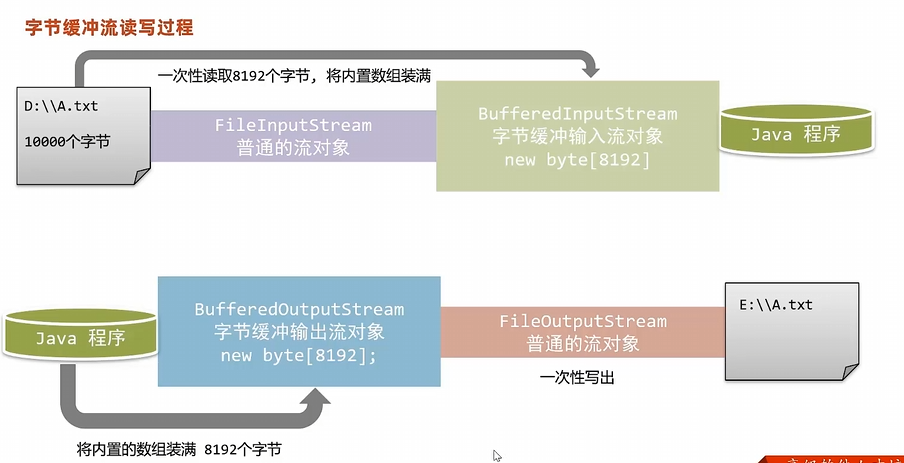 字节缓冲流读写过程
一次性读取8192个字节，将内置数组装满
D:\\A.txt
10000个字节
FileInputStream
普通的流对象
BufferedInputStream
字节缓冲输入流对象
new byte[8192]
Java 程序
Java 程序
BufferedOutputStream
字节缓冲输出流对象
new byte[8192];
FileOutputStream
普通的流对象
一次性写出
E:\\A.txt
将内置的数组装满 8192个字节